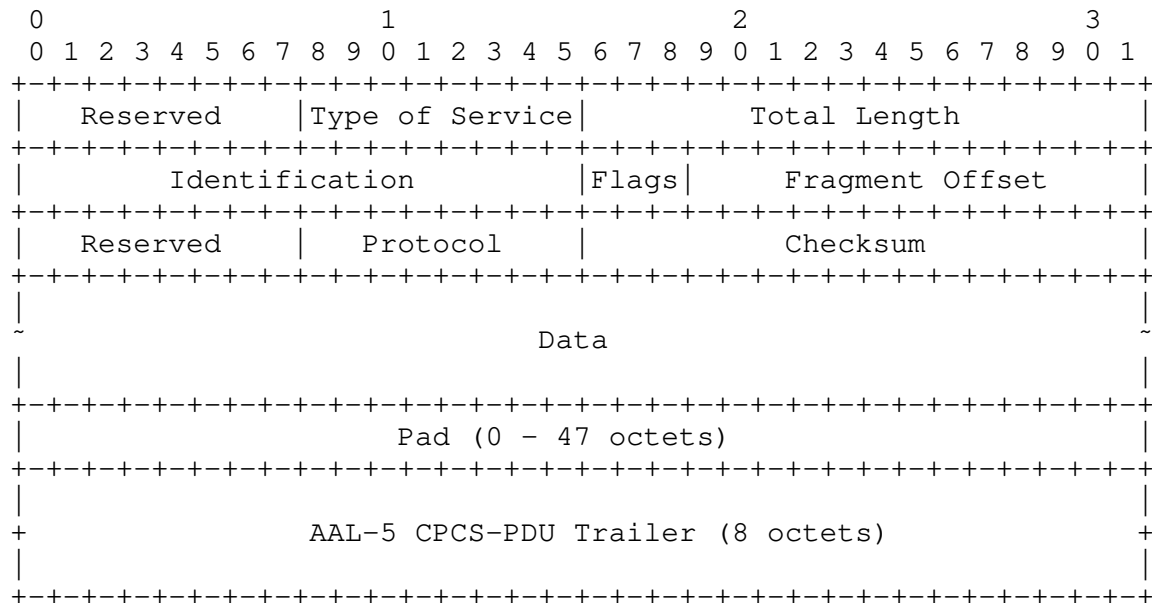 0                   1                   2                   3
 0 1 2 3 4 5 6 7 8 9 0 1 2 3 4 5 6 7 8 9 0 1 2 3 4 5 6 7 8 9 0 1
+-+-+-+-+-+-+-+-+-+-+-+-+-+-+-+-+-+-+-+-+-+-+-+-+-+-+-+-+-+-+-+-+
|   Reserved    |Type of Service|         Total Length          |
+-+-+-+-+-+-+-+-+-+-+-+-+-+-+-+-+-+-+-+-+-+-+-+-+-+-+-+-+-+-+-+-+
|        Identification         |Flags|     Fragment Offset     |
+-+-+-+-+-+-+-+-+-+-+-+-+-+-+-+-+-+-+-+-+-+-+-+-+-+-+-+-+-+-+-+-+
|   Reserved    |   Protocol    |           Checksum            |
+-+-+-+-+-+-+-+-+-+-+-+-+-+-+-+-+-+-+-+-+-+-+-+-+-+-+-+-+-+-+-+-+
|                                                               |
~                             Data                              ~
|                                                               |
+-+-+-+-+-+-+-+-+-+-+-+-+-+-+-+-+-+-+-+-+-+-+-+-+-+-+-+-+-+-+-+-+
|                     Pad (0 - 47 octets)                       |
+-+-+-+-+-+-+-+-+-+-+-+-+-+-+-+-+-+-+-+-+-+-+-+-+-+-+-+-+-+-+-+-+
|                                                               |
+                AAL-5 CPCS-PDU Trailer (8 octets)              +
|                                                               |
+-+-+-+-+-+-+-+-+-+-+-+-+-+-+-+-+-+-+-+-+-+-+-+-+-+-+-+-+-+-+-+-+